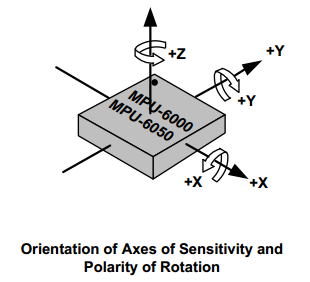 +Z
+Y
+Y
MPU-6000
MPU-6050
+X
+X
Orientation of Axes of Sensitivity and
Polarity of Rotation